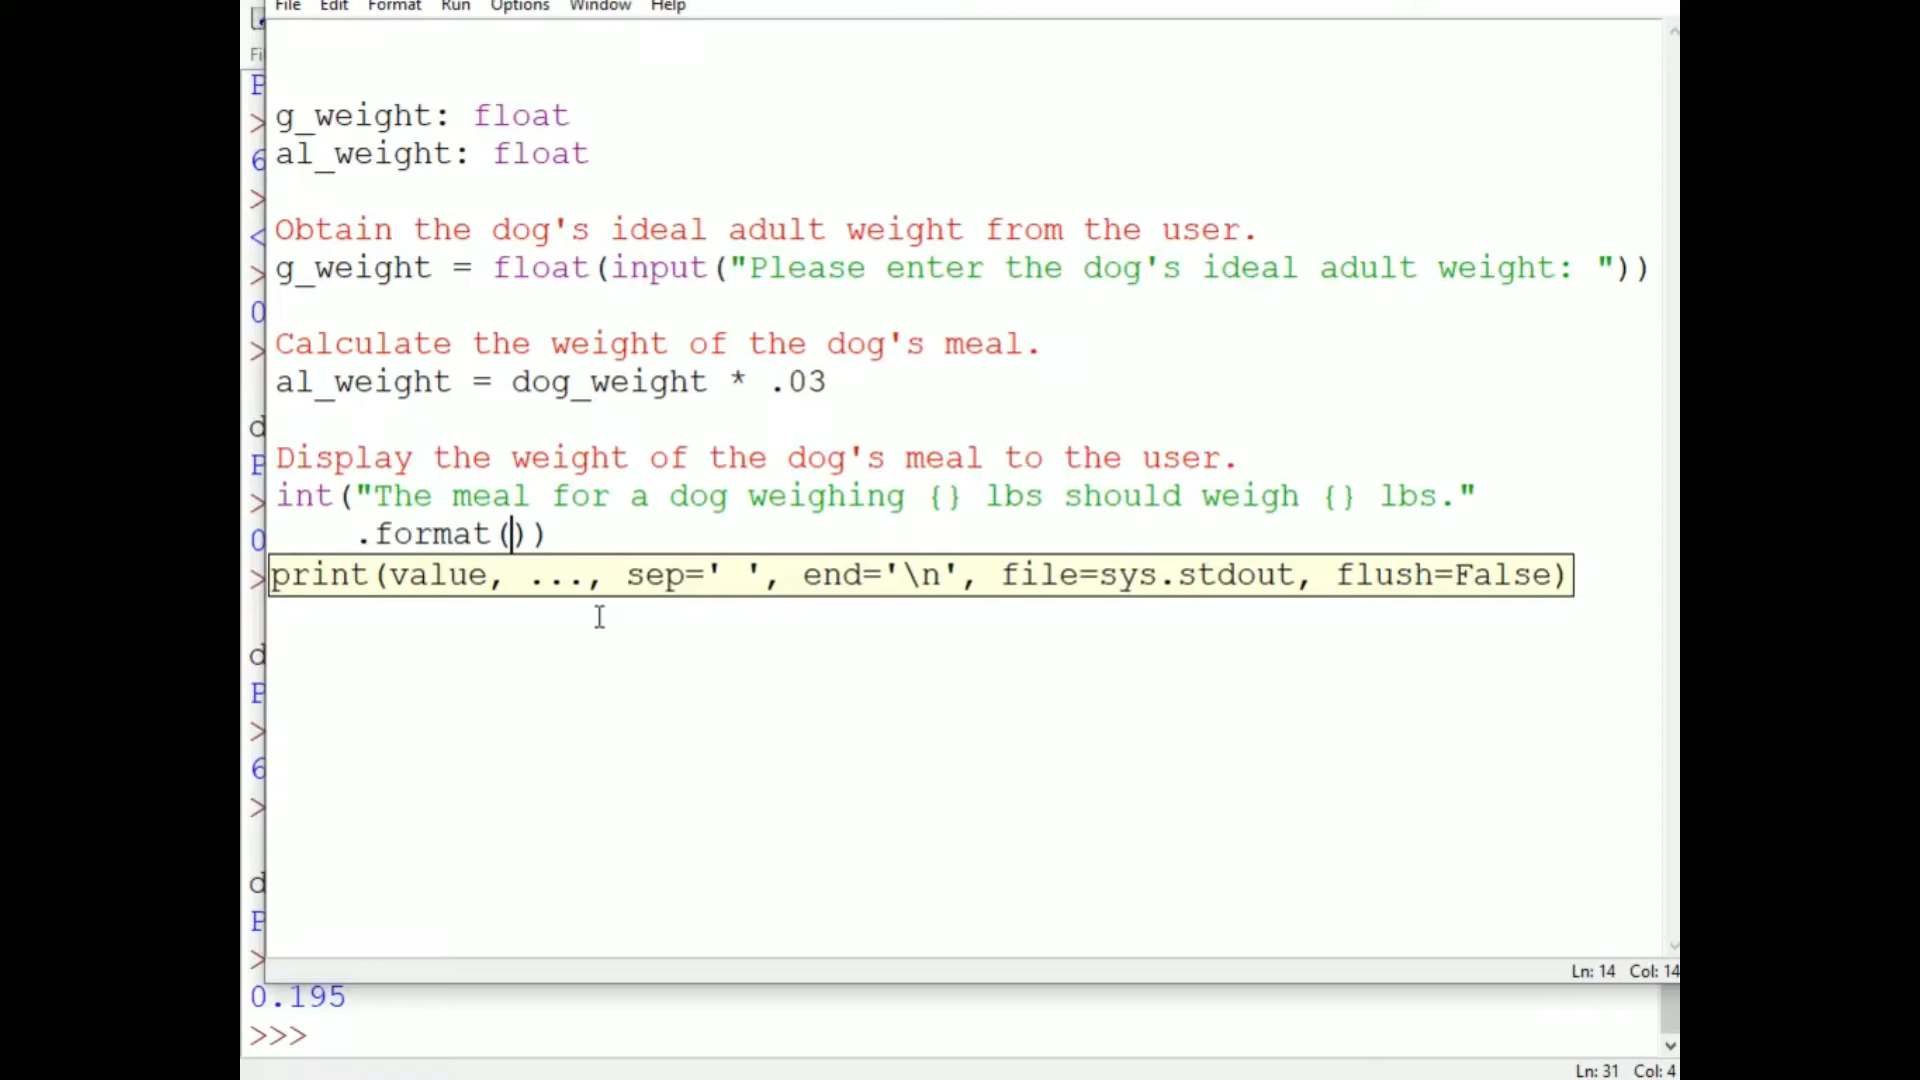 File Edit Format Run Options Window Help
Fi
g_weight: float
al_weight: float
Obtain the dog's ideal adult weight from the user.
g_weight = float(input("Please enter the dog's ideal adult weight: "))
Calculate the weight of the dog's meal.
al_weight = dog_weight * .03
Display the weight of the dog's meal to the user.
int("The meal for a dog weighing {} lbs should weigh {} lbs."
.format())
print(value, ..., sep=' ', end='\n', file=sys.stdout, flush=False)
Ln: 14 Col: 14
0.195
>>>
Ln: 31 Col: 4